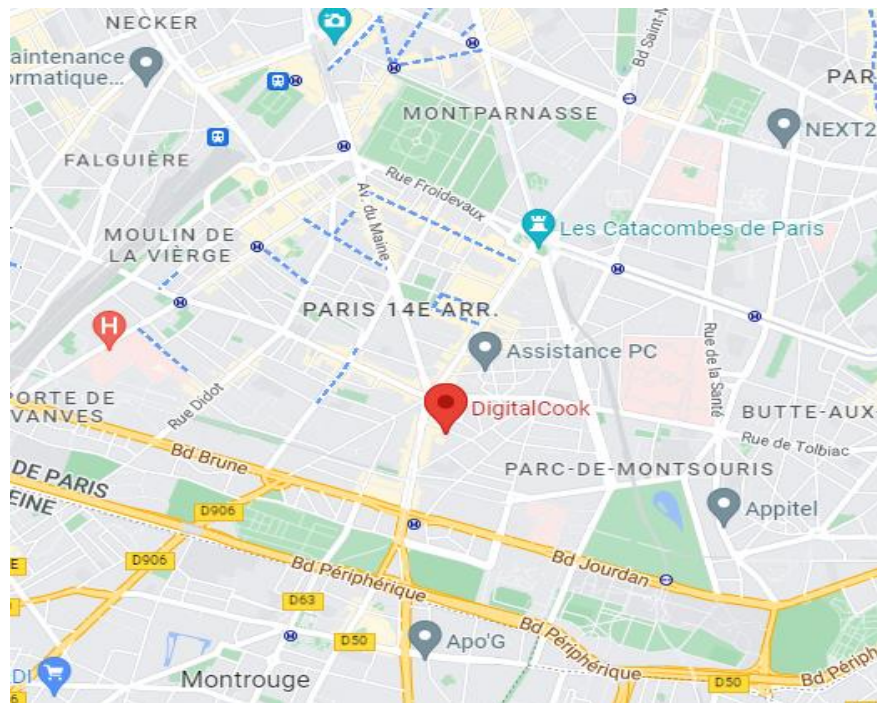 NECKER
aintenance
ormatique...
Bd Saint-M
PAR
MONTPARNASSE
NEXT2
FALGUIÈRE
Rue Froidevaux
Av. du Maine
Les Catacombes de Paris
MOULIN DE
LA VIÈRGE
PARIS 14E ARR.
H
Assistance PC
Rue de la Santé
PORTE DE
VANVES
Rue Didot
DigitalCook
BUTTE-AUX-
Rue de Tolbiac
Bd Brune
PARC-DE-MONTSOURIS
DE PARIS
EINE
D906
Appitel
D906
Bd Jourdan
E
Bd Périphérique
D63
D50
Apo'G
Bd Périphérique
Bd Périph
DI
Montrouge
D50
6